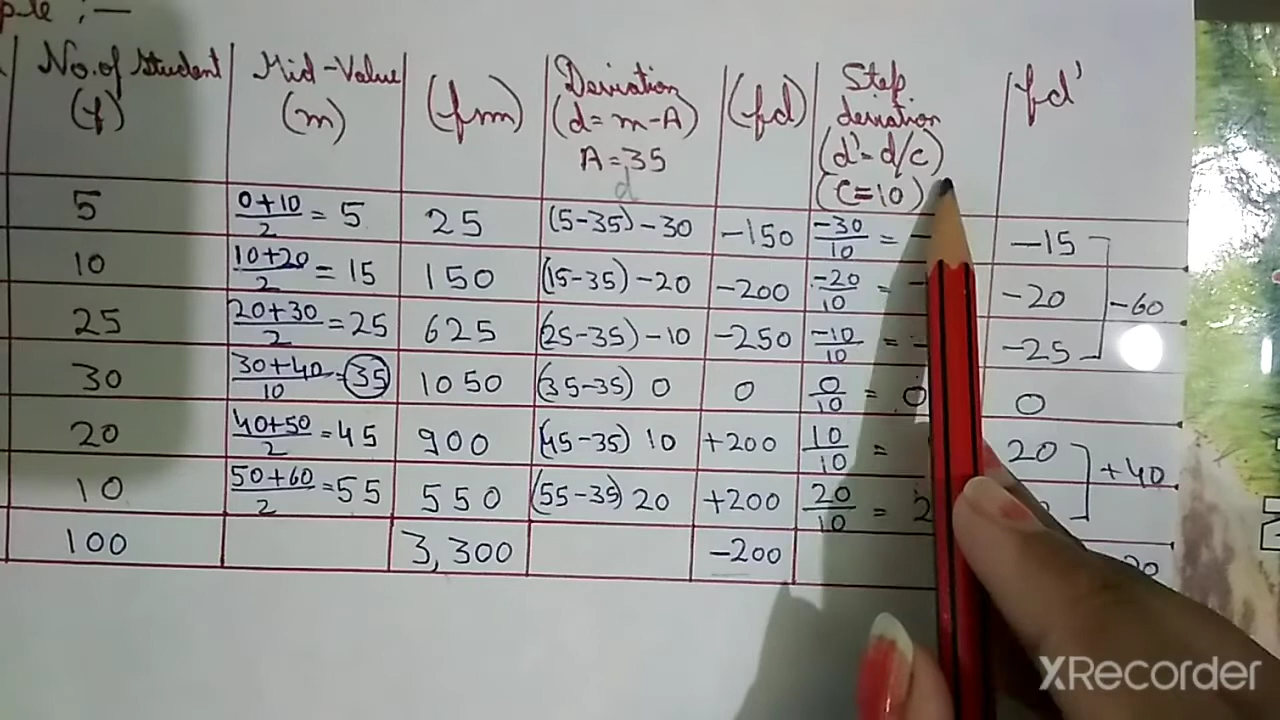 :—
No. of Student | Mid-Value | (fm) | Deviation | (fd) | Step | fd'
(f) | (m) | (d=m-A) | deviation
A=35 | (d'=d/c)
d | (C=10)
5 | 0+10/2 = 5 | 25 | (5-35) -30 | -150 | -30/10 = - | -15
10 | 10+20/2 = 15 | 150 | (15-35) -20 | -200 | -20/10 = - | -20 | -60
25 | 20+30/2 = 25 | 625 | (25-35) -10 | -250 | -10/10 = - | -25
30 | 30+40/10 = 35 | 1050 | (35-35) 0 | 0 | 0/10 = 0 | 0
20 | 40+50/2 = 45 | 900 | (45-35) 10 | +200 | 10/10 = | 20 | +40
10 | 50+60/2 = 55 | 550 | (55-35) 20 | +200 | 20/10 = 2
100 | 3,300 | -200
XRecorder